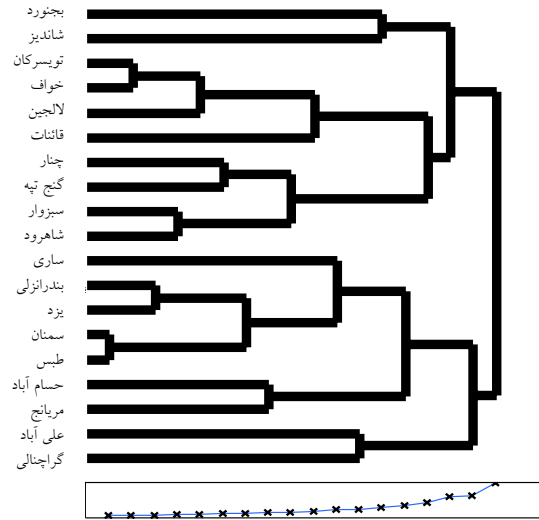 بجنورد
شاندیز
تویسرکان
خواف
لالجین
قائنات
چنار
گنج تپه
سبزوار
شاهرود
ساری
بندرانزلی
یزد
سمنان
طبس
حسام آباد
مریانج
علی آباد
گراچنالی